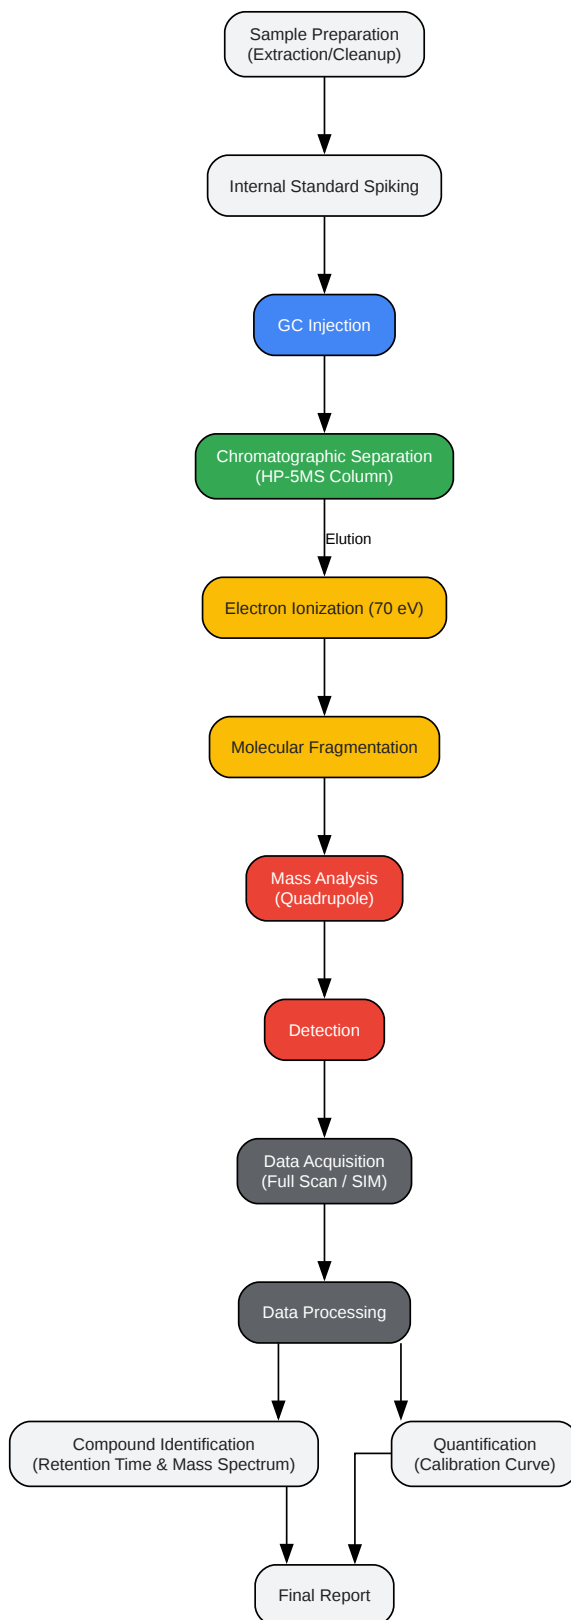 Sample Preparation
(Extraction/Cleanup)
Internal Standard Spiking
GC Injection
Chromatographic Separation
(HP-5MS Column)
Elution
Electron Ionization (70 eV)
Molecular Fragmentation
Mass Analysis
(Quadrupole)
Detection
Data Acquisition
(Full Scan / SIM)
Data Processing
Compound Identification
(Retention Time & Mass Spectrum)
Quantification
(Calibration Curve)
Final Report